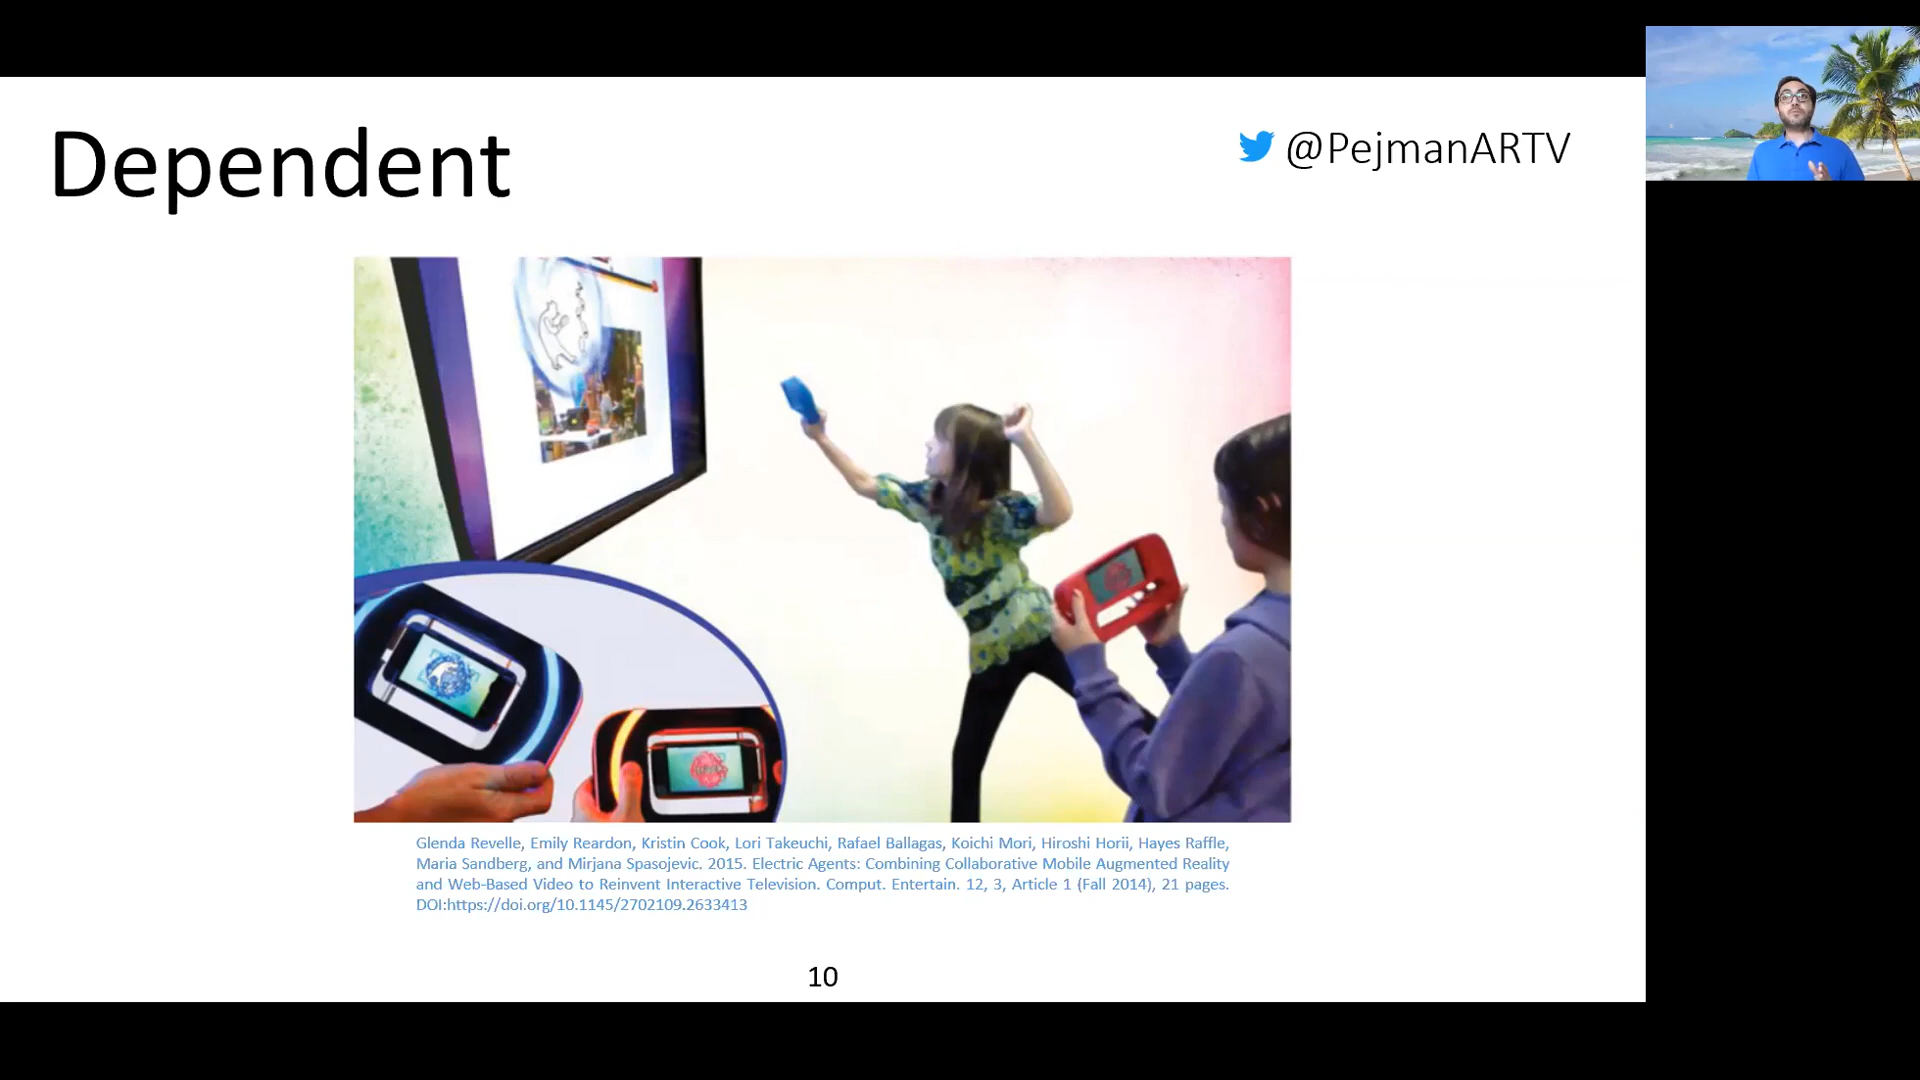 Dependent
@PejmanARTV
Glenda Revelle, Emily Reardon, Kristin Cook, Lori Takeuchi, Rafael Ballagas, Koichi Mori, Hiroshi Horii, Hayes Raffle,
Maria Sandberg, and Mirjana Spasojevic. 2015. Electric Agents: Combining Collaborative Mobile Augmented Reality
and Web-Based Video to Reinvent Interactive Television. Comput. Entertain. 12, 3, Article 1 (Fall 2014), 21 pages.
DOI:https://doi.org/10.1145/2702109.2633413
10